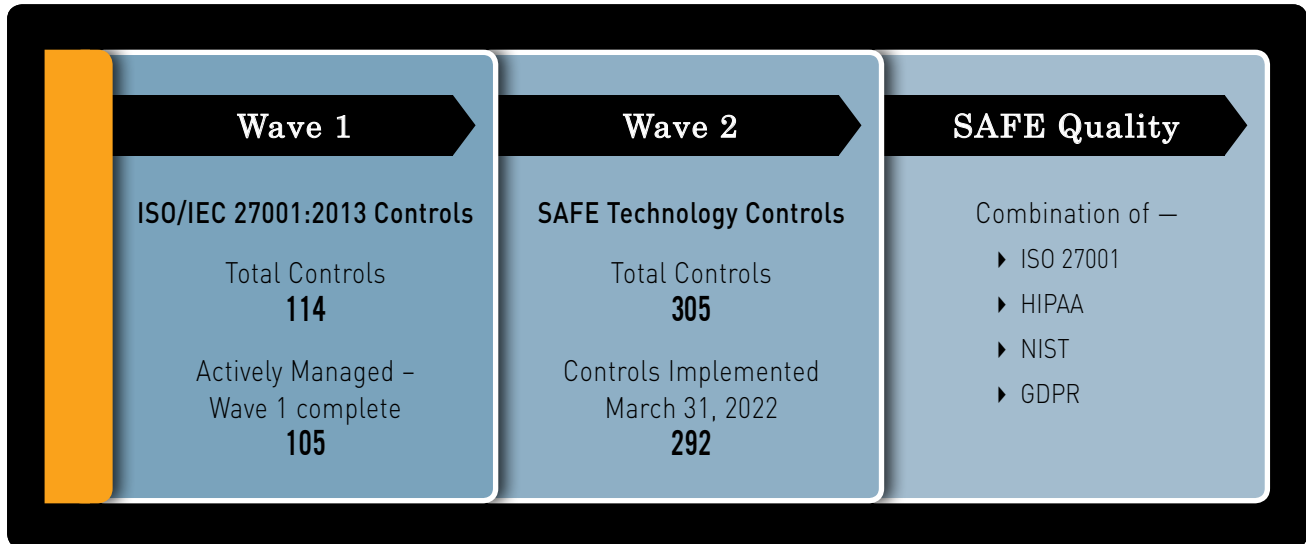 Wave 1
ISO/IEC 27001:2013 Controls
Total Controls
114
Actively Managed –
Wave 1 complete
105
Wave 2
SAFE Technology Controls
Total Controls
305
Controls Implemented
March 31, 2022
292
SAFE Quality
Combination of —
ISO 27001
HIPAA
NIST
GDPR